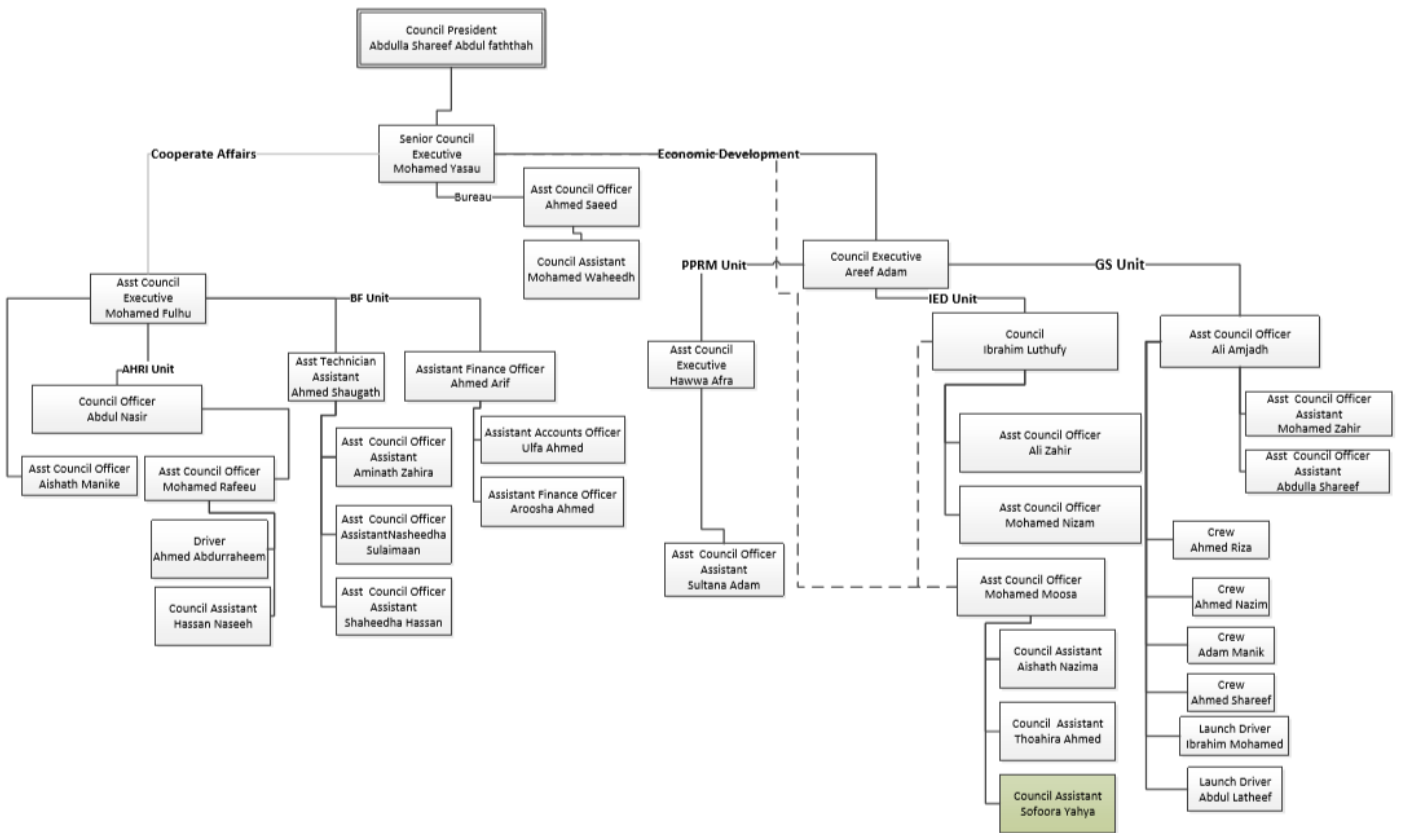 Council President
Abdulla Shareef Abdul faththah
Senior Council
Executive
Mohamed Yasau
Cooperate Affairs
Economic Development
Bureau
Asst Council Officer
Ahmed Saeed
Council Assistant
Mohamed Waheedh
Council Executive
Areef Adam
PPRM Unit
GS Unit
IED Unit
Asst Council
Executive
Mohamed Fulhu
BF Unit
AHRI Unit
Council Officer
Abdul Nasir
Asst Council Officer
Aishath Manike
Asst Council Officer
Mohamed Rafeeu
Driver
Ahmed Abdurraheem
Council Assistant
Hassan Naseeh
Asst Technician
Assistant
Ahmed Shaugath
Asst Council Officer
Assistant
Aminath Zahira
Asst Council Officer
AssistantNasheedha
Sulaimaan
Asst Council Officer
Assistant
Shaheedha Hassan
Assistant Finance Officer
Ahmed Arif
Assistant Accounts Officer
Ulfa Ahmed
Assistant Finance Officer
Aroosha Ahmed
Asst Council
Executive
Hawwa Afra
Asst Council Officer
Assistant
Sultana Adam
Council
Ibrahim Luthufy
Asst Council Officer
Ali Zahir
Asst Council Officer
Mohamed Nizam
Asst Council Officer
Mohamed Moosa
Council Assistant
Aishath Nazima
Council Assistant
Thoahira Ahmed
Council Assistant
Sofoora Yahya
Asst Council Officer
Ali Amjadh
Asst Council Officer
Assistant
Mohamed Zahir
Asst Council Officer
Assistant
Abdulla Shareef
Crew
Ahmed Riza
Crew
Ahmed Nazim
Crew
Adam Manik
Crew
Ahmed Shareef
Launch Driver
Ibrahim Mohamed
Launch Driver
Abdul Latheef